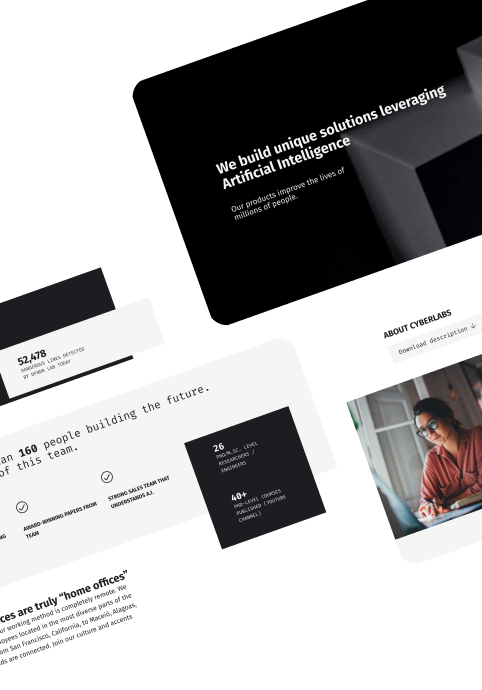 We build unique solutions leveraging
Artificial Intelligence
Our products improve the lives of
millions of people.
52,478
DANGEROUS LINKS DETECTED
BY DENOX LAB TODAY
ABOUT CYBERLABS
Download description ↓
an 160 people building the future.
of this team.
AWARD-WINNING PAPERS FROM
TEAM
STRONG SALES TEAM THAT
UNDERSTANDS A.I.
26
PHD/M.SC. LEVEL
RESEARCHERS /
ENGINEERS
40+
PHD-LEVEL COURSES
PUBLISHED (YOUTUBE
CHANNEL)
ces are truly "home offices"
ur working method is completely remote. We
oyees located in the most diverse parts of the
om San Francisco, California, to Maceió, Alagoas,
ds are connected. Join our culture and accents